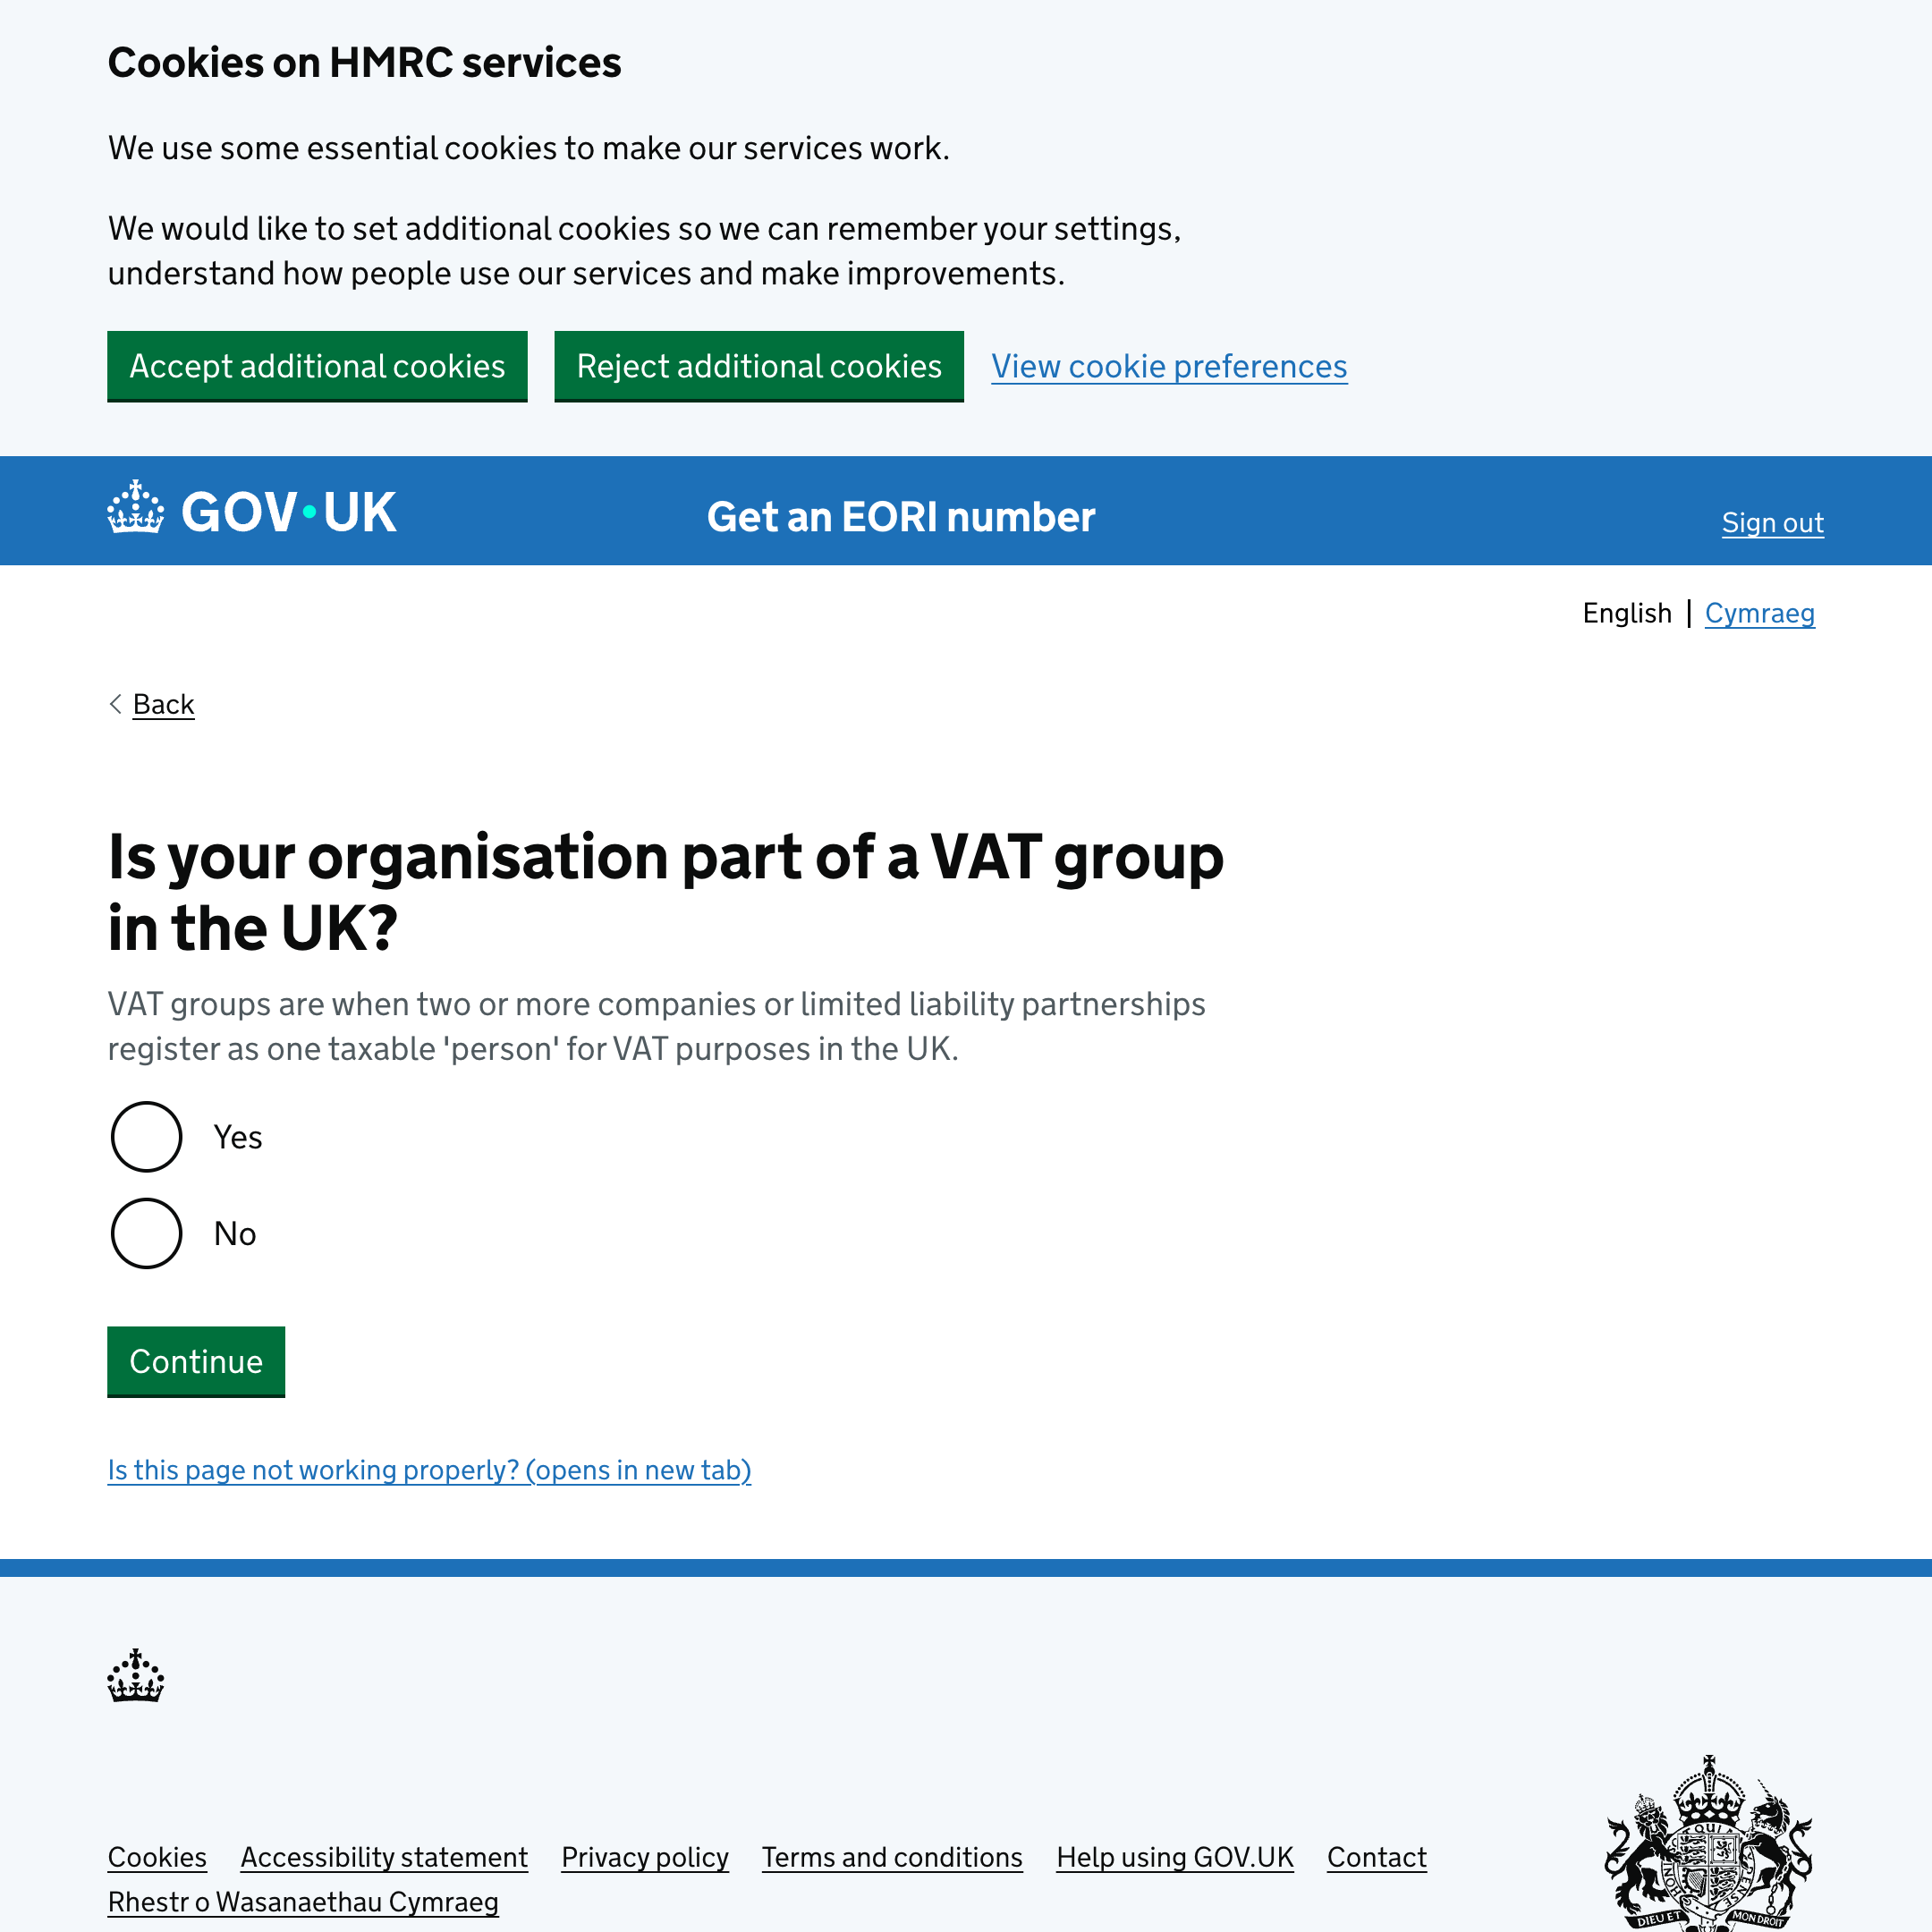 Cookies on HMRC services
We use some essential cookies to make our services work.
We would like to set additional cookies so we can remember your settings,
understand how people use our services and make improvements.
Accept additional cookies Reject additional cookies View cookie preferences
GOV•UK Get an EORI number Sign out
English | Cymraeg
Back
Is your organisation part of a VAT group
in the UK?
VAT groups are when two or more companies or limited liability partnerships
register as one taxable 'person' for VAT purposes in the UK.
Yes
No
Continue
Is this page not working properly? (opens in new tab)
Cookies Accessibility statement Privacy policy Terms and conditions Help using GOV.UK Contact
Rhestr o Wasanaethau Cymraeg
DIEU ET MON DROIT